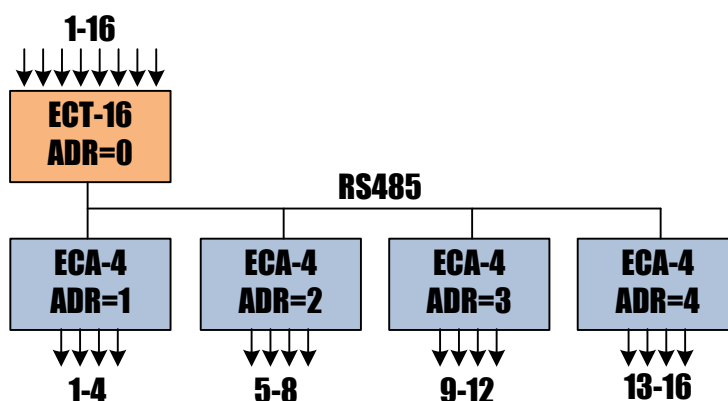 1-16
ECT-16
ADR=0
RS485
ECA-4
ADR=1
ECA-4
ADR=2
ECA-4
ADR=3
ECA-4
ADR=4
1-4
5-8
9-12
13-16